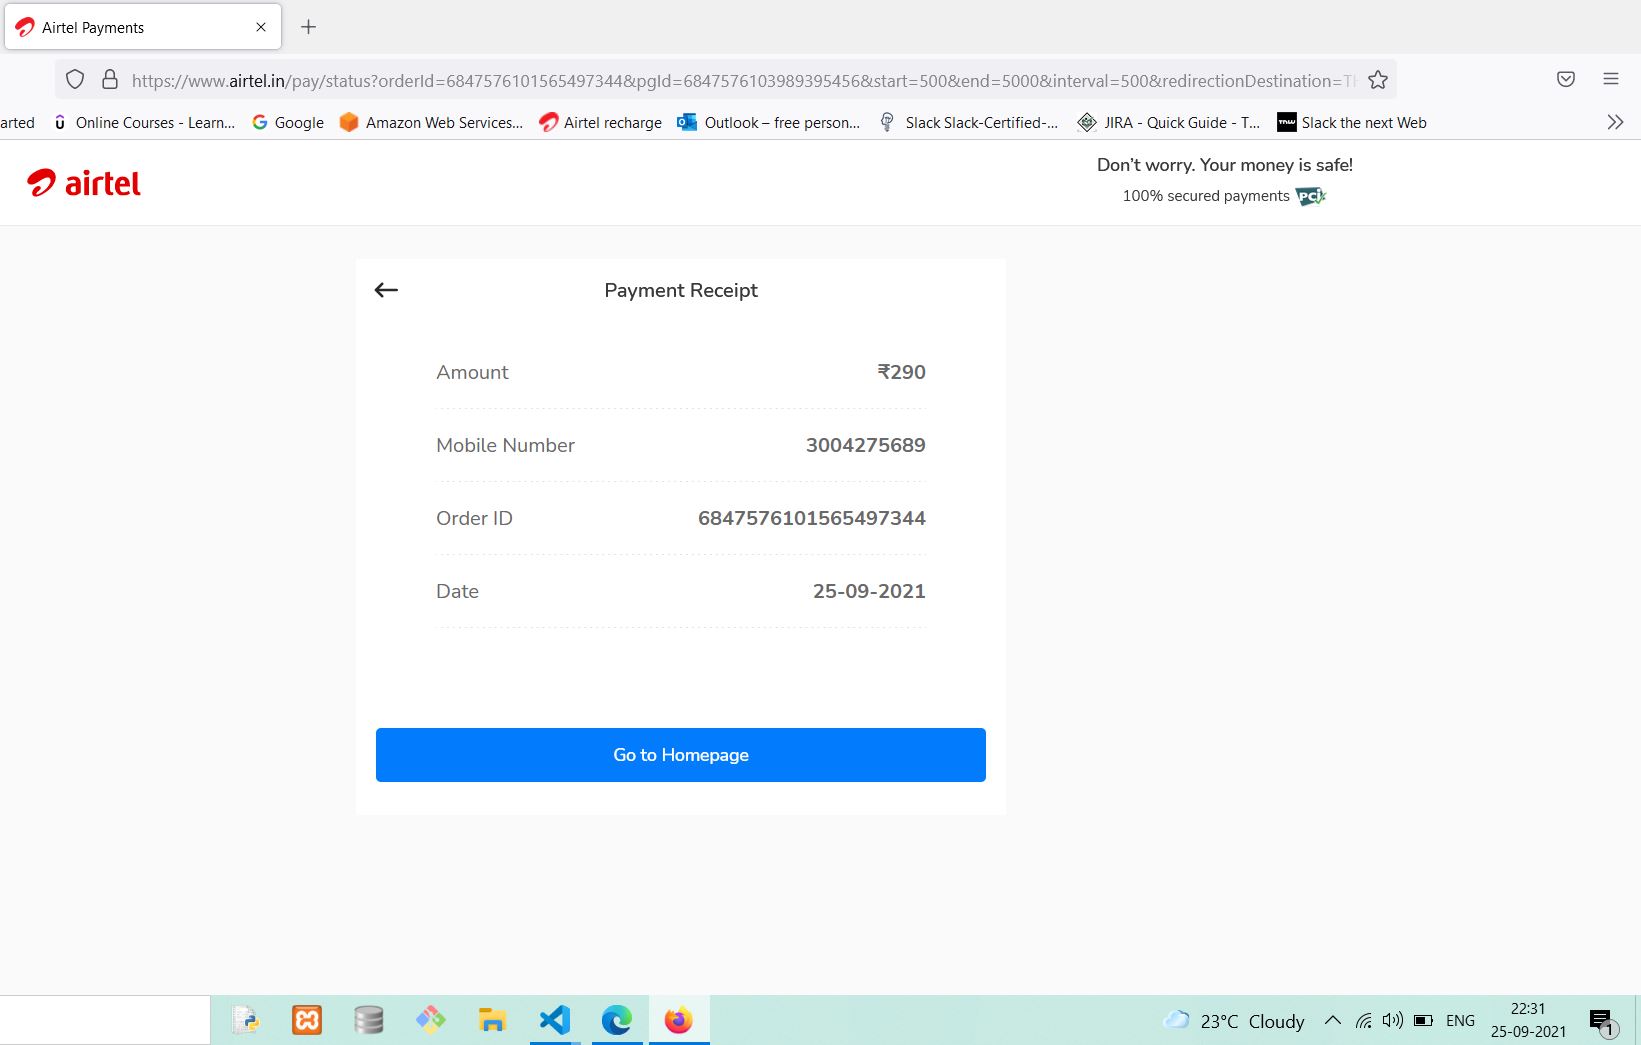 Airtel Payments
https://www.airtel.in/pay/status?orderId=6847576101565497344&pgId=6847576103989395456&start=500&end=5000&interval=500&redirectionDestination=
arted Online Courses - Learn... Google Amazon Web Services... Airtel recharge Outlook – free person... Slack Slack-Certified-... JIRA - Quick Guide - T... TNW Slack the next Web
airtel
Don't worry. Your money is safe!
100% secured payments PCI
Payment Receipt
Amount ₹290
Mobile Number 3004275689
Order ID 6847576101565497344
Date 25-09-2021
Go to Homepage
23°C Cloudy ENG 22:31
25-09-2021
1